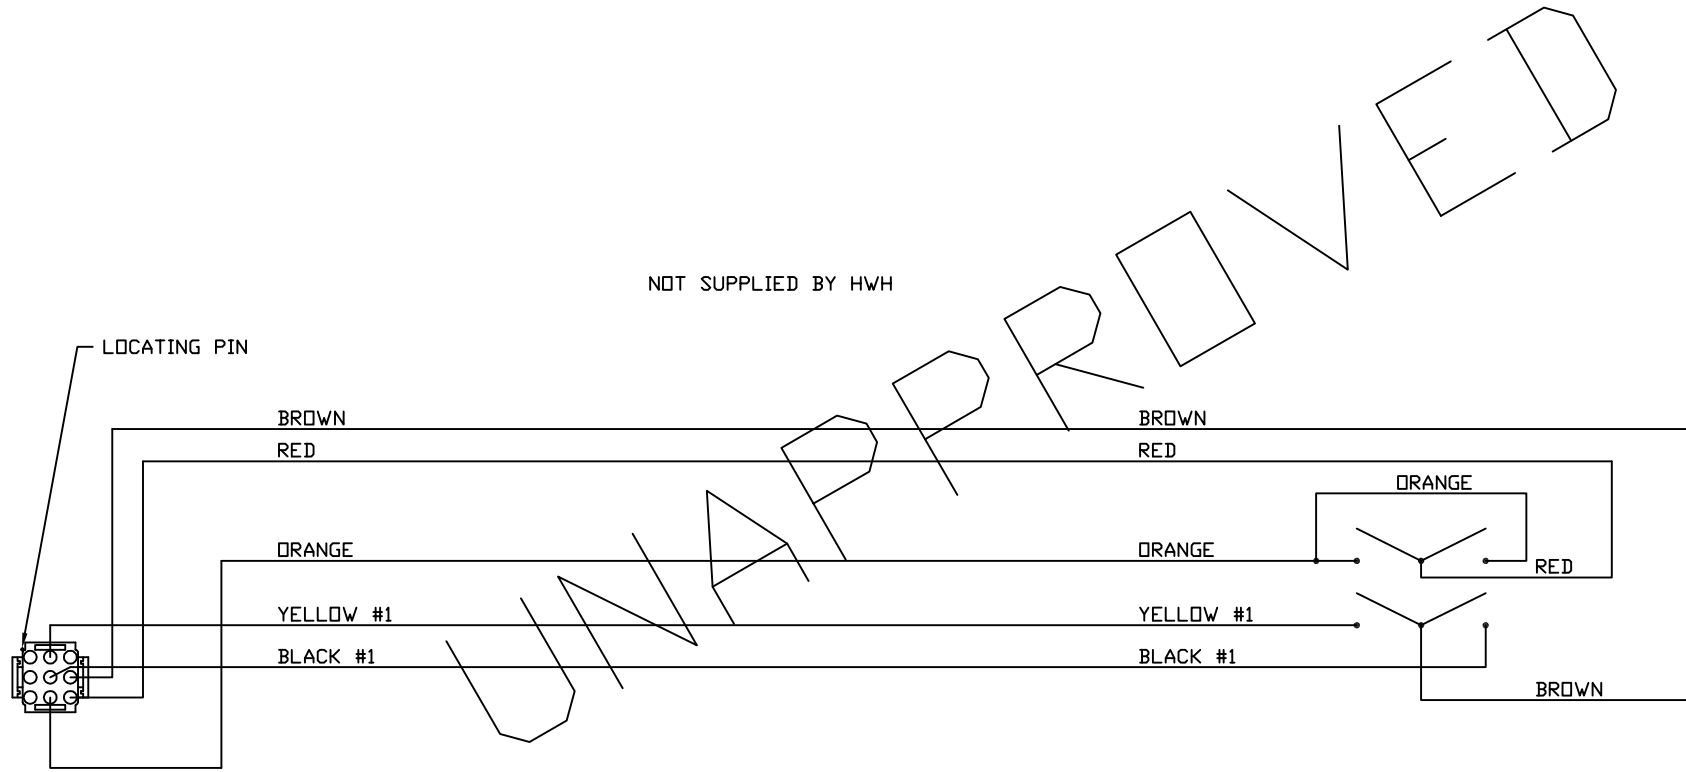 UNAPPROVED
NOT SUPPLIED BY HWH
LOCATING PIN
BROWN BROWN
RED RED
ORANGE
ORANGE ORANGE
RED
YELLOW #1 YELLOW #1
BLACK #1 BLACK #1
BROWN